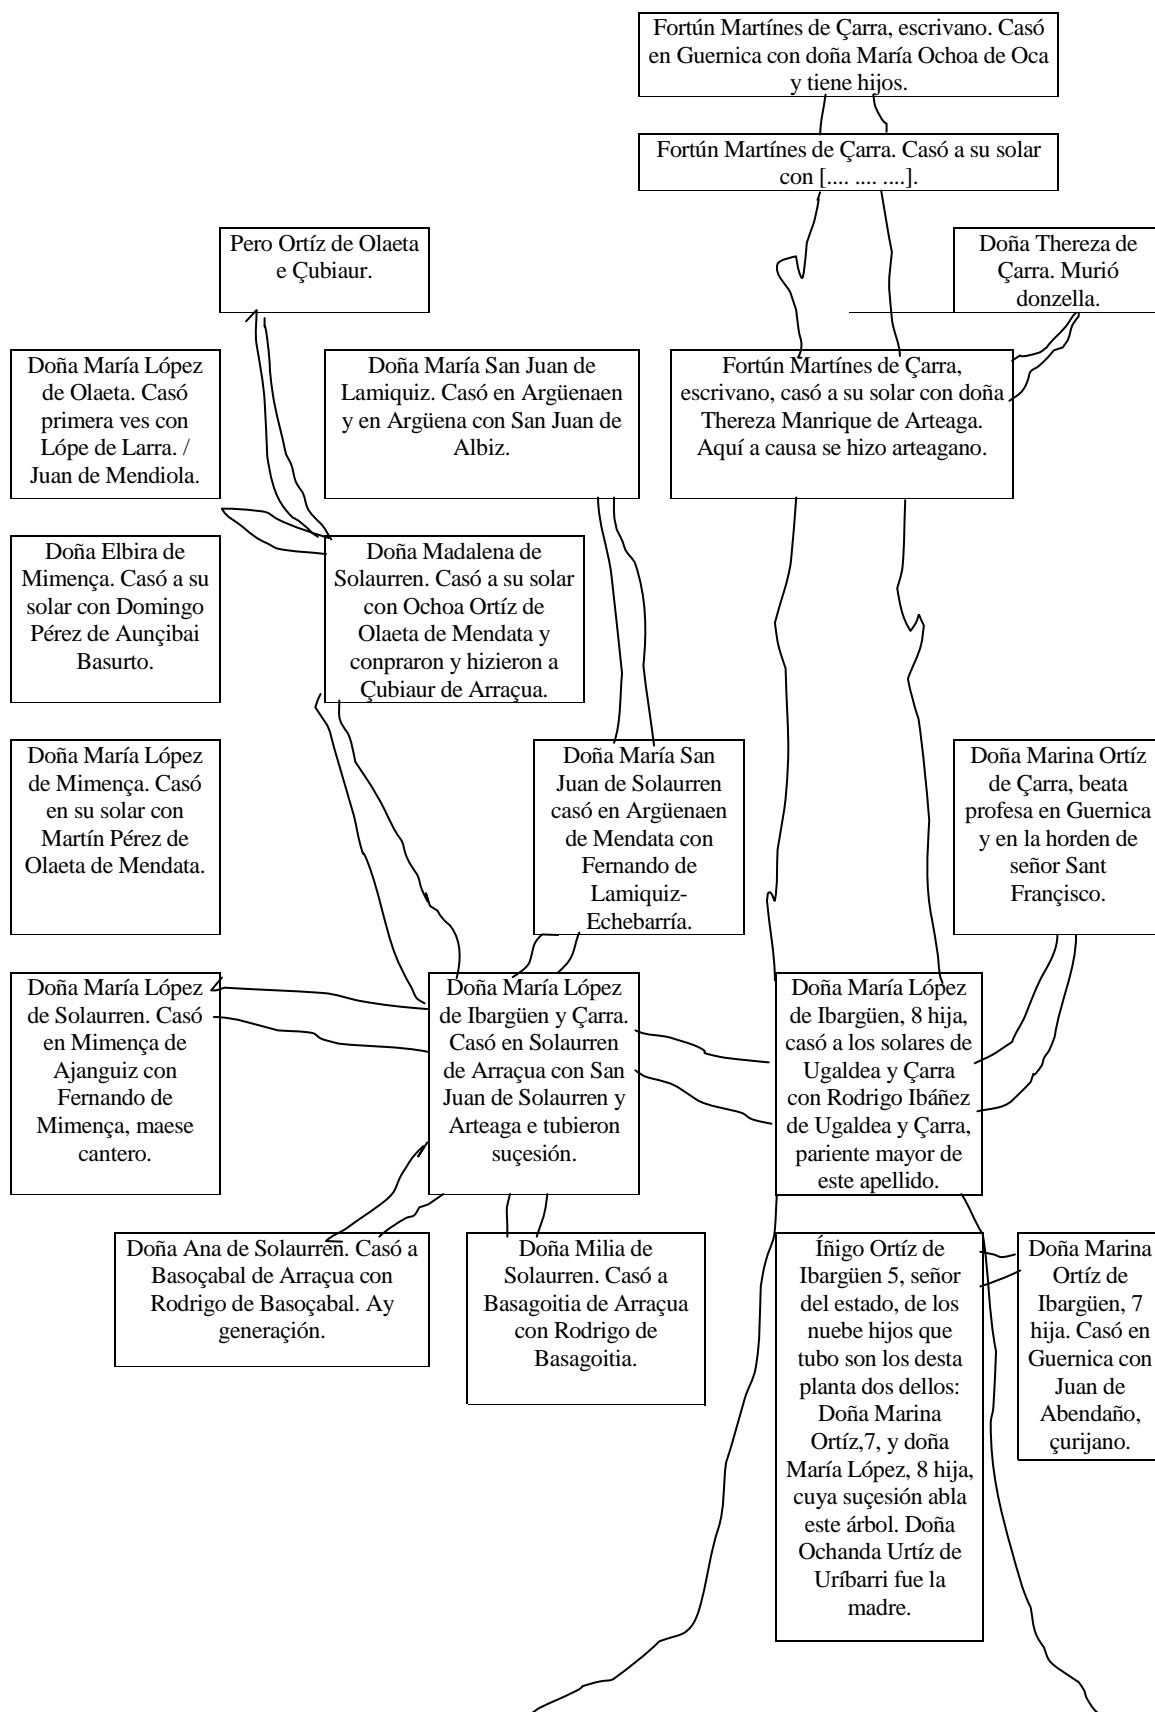 Fortún Martínes de Çarra, escrivano. Casó
en Guernica con doña María Ochoa de Oca
y tiene hijos.
Fortún Martínes de Çarra. Casó a su solar
con [.... .... ....].
Pero Ortíz de Olaeta
e Çubiaur.
Doña Thereza de
Çarra. Murió
donzella.
Doña María López
de Olaeta. Casó
primera ves con
Lópe de Larra. /
Juan de Mendiola.
Doña María San Juan de
Lamiquiz. Casó en Argüenaen
y en Argüena con San Juan de
Albiz.
Fortún Martínes de Çarra,
escrivano, casó a su solar con doña
Thereza Manrique de Arteaga.
Aquí a causa se hizo arteagano.
Doña Elbira de
Mimença. Casó a su
solar con Domingo
Pérez de Aunçibai
Basurto.
Doña Madalena de
Solaurren. Casó a su solar
con Ochoa Ortíz de
Olaeta de Mendata y
conpraron y hizieron a
Çubiaur de Arraçua.
Doña María López
de Mimença. Casó
en su solar con
Martín Pérez de
Olaeta de Mendata.
Doña María San
Juan de Solaurren
casó en Argüenaen
de Mendata con
Fernando de
Lamiquiz-
Echebarría.
Doña Marina Ortíz
de Çarra, beata
profesa en Guernica
y en la horden de
señor Sant
Françisco.
Doña María López
de Solaurren. Casó
en Mimença de
Ajanguiz con
Fernando de
Mimença, maese
cantero.
Doña María López
de Ibargüen y Çarra.
Casó en Solaurren
de Arraçua con San
Juan de Solaurren y
Arteaga e tubieron
suçesión.
Doña María López
de Ibargüen, 8 hija,
casó a los solares de
Ugaldea y Çarra
con Rodrigo Ibáñez
de Ugaldea y Çarra,
pariente mayor de
este apellido.
Doña Ana de Solaurren. Casó a
Basoçabal de Arraçua con
Rodrigo de Basoçabal. Ay
generaçión.
Doña Milia de
Solaurren. Casó a
Basagoitia de Arraçua
con Rodrigo de
Basagoitia.
Íñigo Ortíz de
Ibargüen 5, señor
del estado, de los
nuebe hijos que
tubo son los desta
planta dos dellos:
Doña Marina
Ortíz,7, y doña
María López, 8 hija,
cuya suçesión abla
este árbol. Doña
Ochanda Urtíz de
Uríbarri fue la
madre.
Doña Marina
Ortíz de
Ibargüen, 7
hija. Casó en
Guernica con
Juan de
Abendaño,
çurijano.